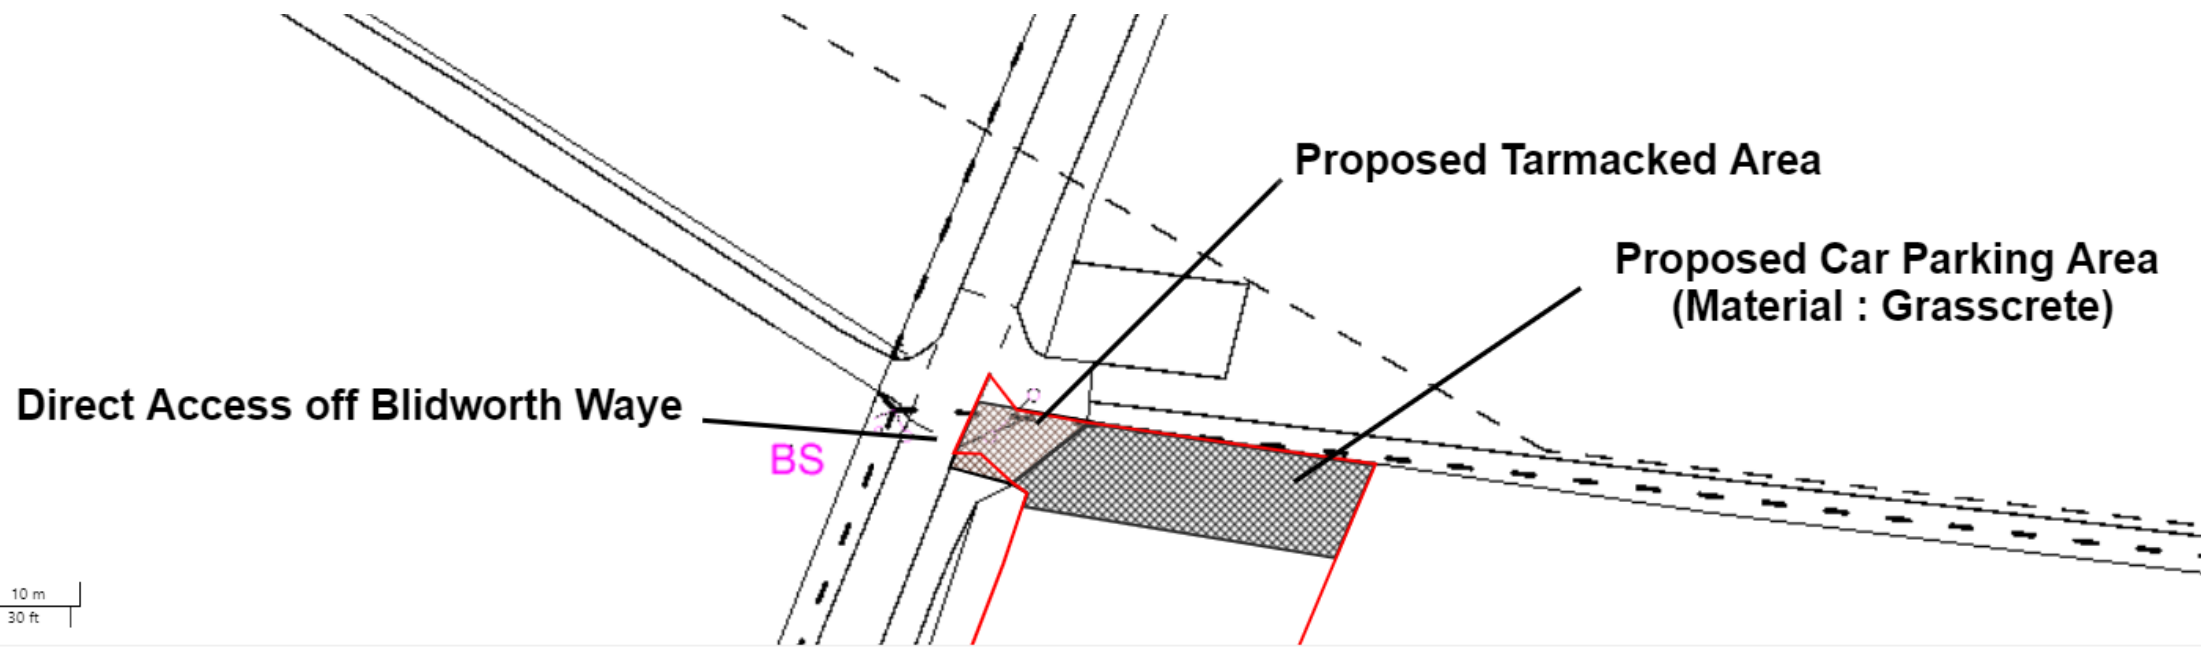 Proposed Tarmacked Area
Proposed Car Parking Area
(Material : Grasscrete)
Direct Access off Blidworth Waye
BS
10 m
30 ft